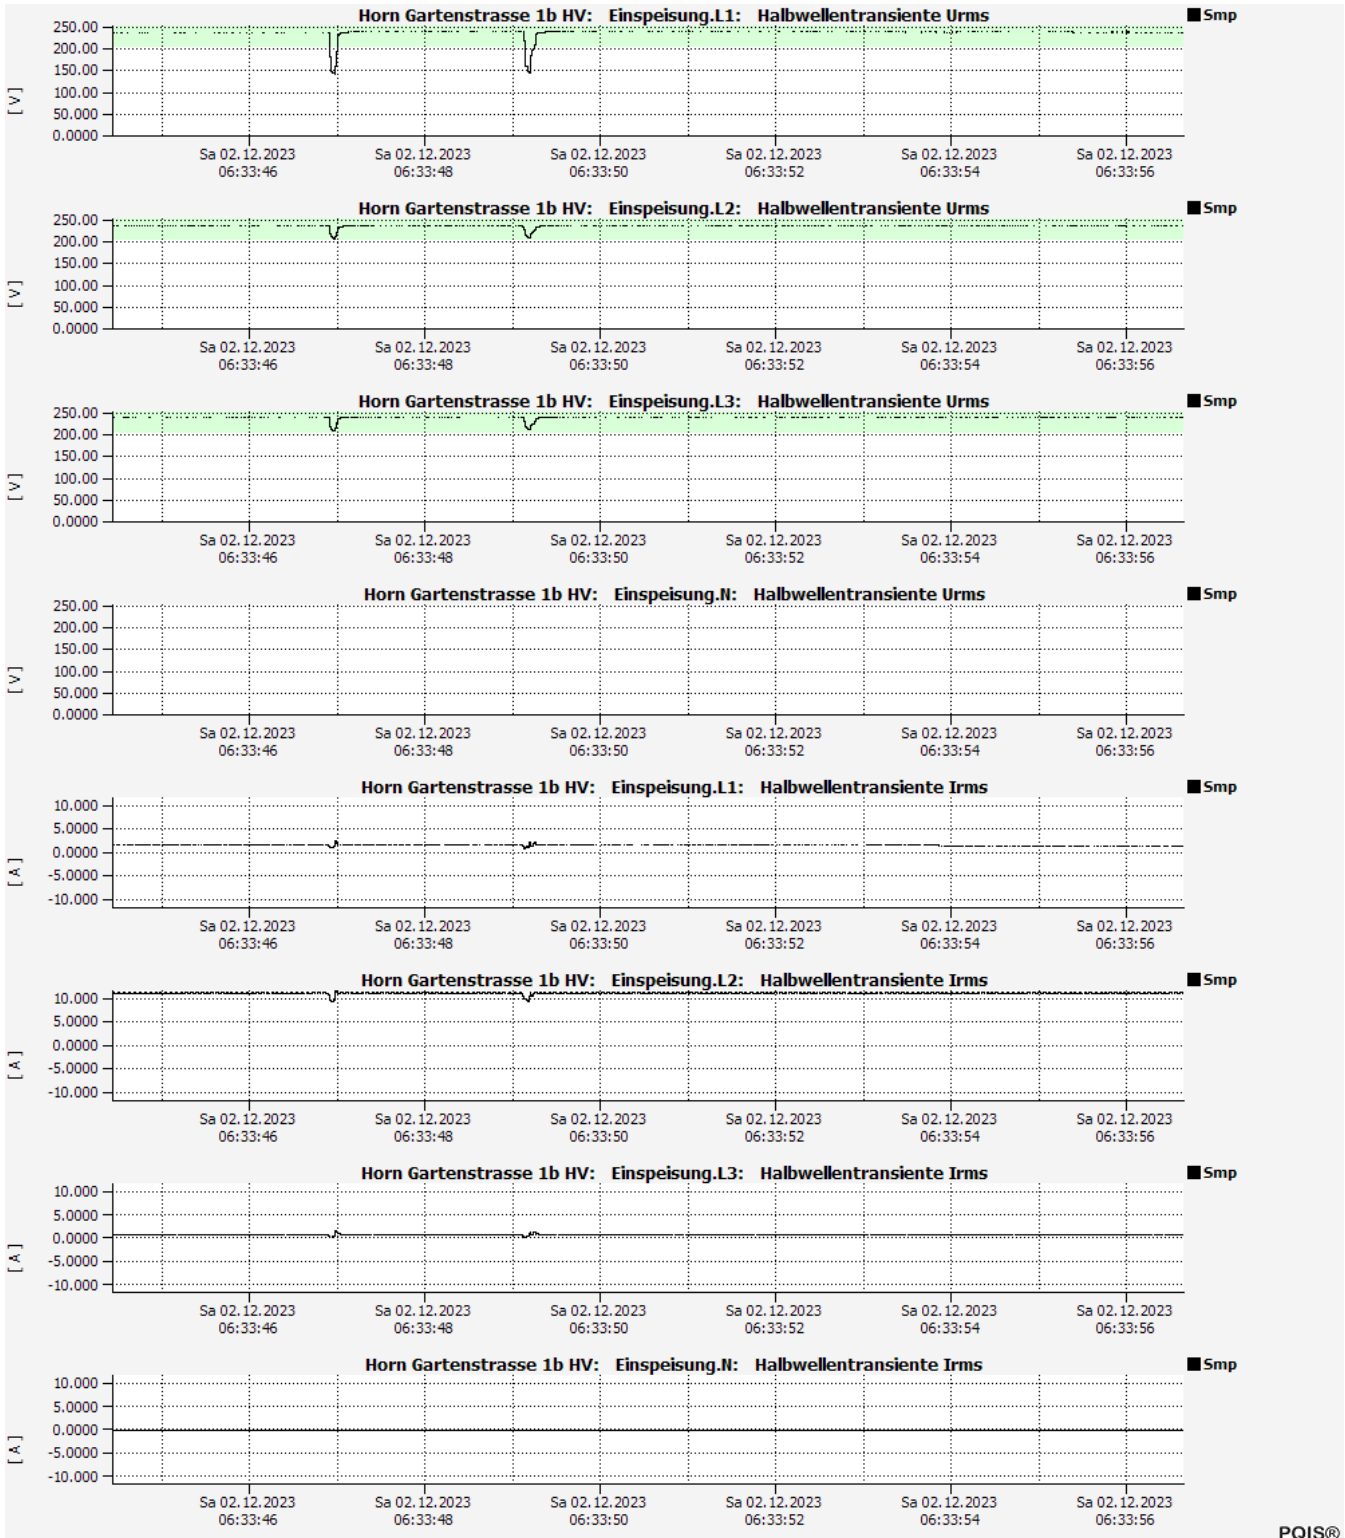 Horn Gartenstrasse 1b HV: Einspeisung.L1: Halbwellentransiente Urms
Smp
250.00
200.00
150.00
100.00
50.000
0.0000
[ V ]
Sa 02.12.2023 Sa 02.12.2023 Sa 02.12.2023 Sa 02.12.2023 Sa 02.12.2023 Sa 02.12.2023
06:33:46 06:33:48 06:33:50 06:33:52 06:33:54 06:33:56
Horn Gartenstrasse 1b HV: Einspeisung.L2: Halbwellentransiente Urms
Smp
250.00
200.00
150.00
100.00
50.000
0.0000
[ V ]
Sa 02.12.2023 Sa 02.12.2023 Sa 02.12.2023 Sa 02.12.2023 Sa 02.12.2023 Sa 02.12.2023
06:33:46 06:33:48 06:33:50 06:33:52 06:33:54 06:33:56
Horn Gartenstrasse 1b HV: Einspeisung.L3: Halbwellentransiente Urms
Smp
250.00
200.00
150.00
100.00
50.000
0.0000
[ V ]
Sa 02.12.2023 Sa 02.12.2023 Sa 02.12.2023 Sa 02.12.2023 Sa 02.12.2023 Sa 02.12.2023
06:33:46 06:33:48 06:33:50 06:33:52 06:33:54 06:33:56
Horn Gartenstrasse 1b HV: Einspeisung.N: Halbwellentransiente Urms
Smp
250.00
200.00
150.00
100.00
50.000
0.0000
[ V ]
Sa 02.12.2023 Sa 02.12.2023 Sa 02.12.2023 Sa 02.12.2023 Sa 02.12.2023 Sa 02.12.2023
06:33:46 06:33:48 06:33:50 06:33:52 06:33:54 06:33:56
Horn Gartenstrasse 1b HV: Einspeisung.L1: Halbwellentransiente Irms
Smp
10.000
5.0000
0.0000
-5.0000
-10.000
[ A ]
Sa 02.12.2023 Sa 02.12.2023 Sa 02.12.2023 Sa 02.12.2023 Sa 02.12.2023 Sa 02.12.2023
06:33:46 06:33:48 06:33:50 06:33:52 06:33:54 06:33:56
Horn Gartenstrasse 1b HV: Einspeisung.L2: Halbwellentransiente Irms
Smp
10.000
5.0000
0.0000
-5.0000
-10.000
[ A ]
Sa 02.12.2023 Sa 02.12.2023 Sa 02.12.2023 Sa 02.12.2023 Sa 02.12.2023 Sa 02.12.2023
06:33:46 06:33:48 06:33:50 06:33:52 06:33:54 06:33:56
Horn Gartenstrasse 1b HV: Einspeisung.L3: Halbwellentransiente Irms
Smp
10.000
5.0000
0.0000
-5.0000
-10.000
[ A ]
Sa 02.12.2023 Sa 02.12.2023 Sa 02.12.2023 Sa 02.12.2023 Sa 02.12.2023 Sa 02.12.2023
06:33:46 06:33:48 06:33:50 06:33:52 06:33:54 06:33:56
Horn Gartenstrasse 1b HV: Einspeisung.N: Halbwellentransiente Irms
Smp
10.000
5.0000
0.0000
-5.0000
-10.000
[ A ]
Sa 02.12.2023 Sa 02.12.2023 Sa 02.12.2023 Sa 02.12.2023 Sa 02.12.2023 Sa 02.12.2023
06:33:46 06:33:48 06:33:50 06:33:52 06:33:54 06:33:56
PQIS®